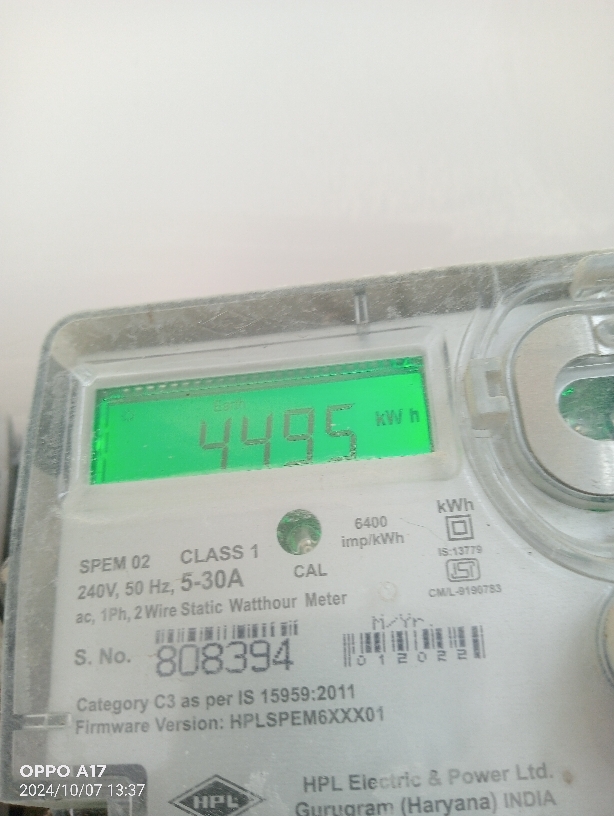 4495 kWh
6400
imp/kWh
kWh
IS:13779
SPEM 02 CLASS 1
CAL
240V, 50 Hz, 5-30A
CM/L-9190783
ac, 1Ph, 2 Wire Static Watthour Meter
M/Yr.
S. No. 808394
012022
Category C3 as per IS 15959:2011
Firmware Version: HPLSPEM6XXX01
HPL
HPL Electric & Power Ltd.
Gurugram (Haryana) INDIA
OPPO A17
2024/10/07 13:37